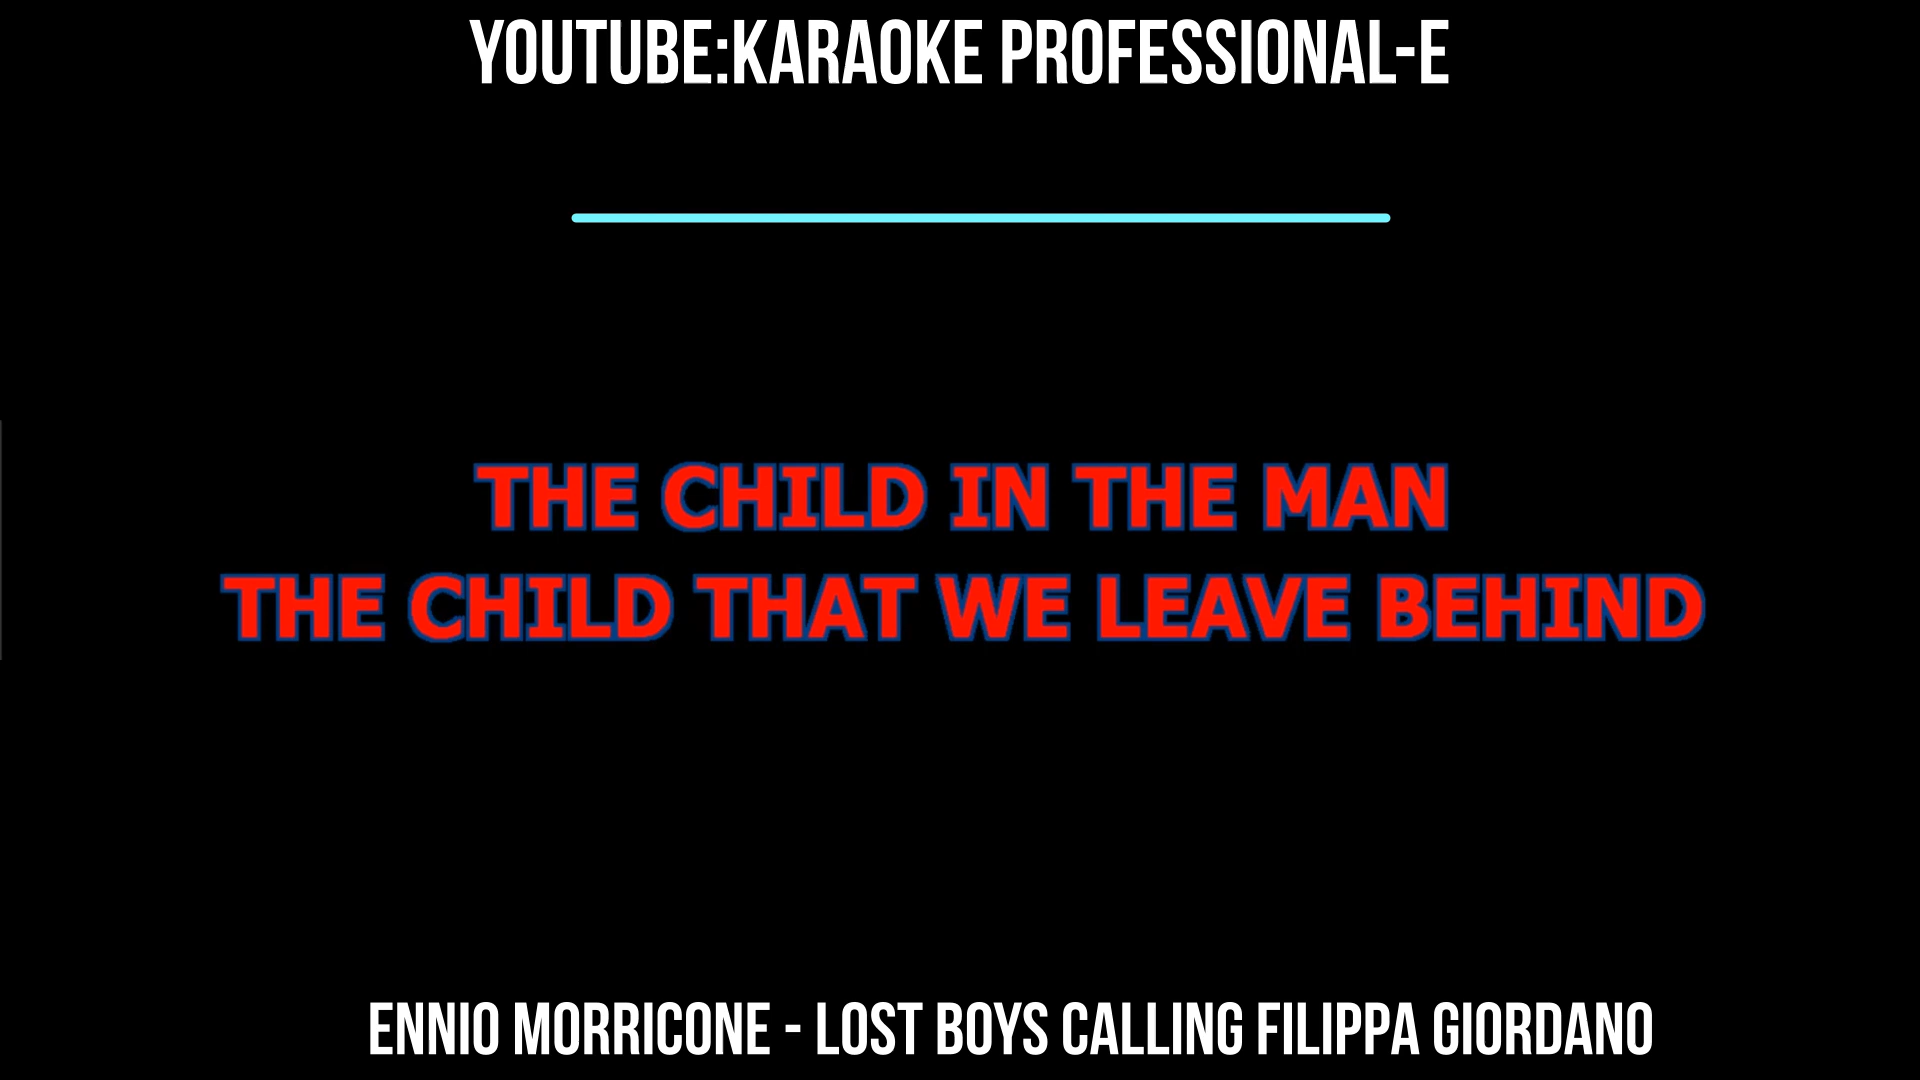 YOUTUBE:KARAOKE PROFESSIONAL-E
THE CHILD IN THE MAN
THE CHILD THAT WE LEAVE BEHIND
ENNIO MORRICONE - LOST BOYS CALLING FILIPPA GIORDANO